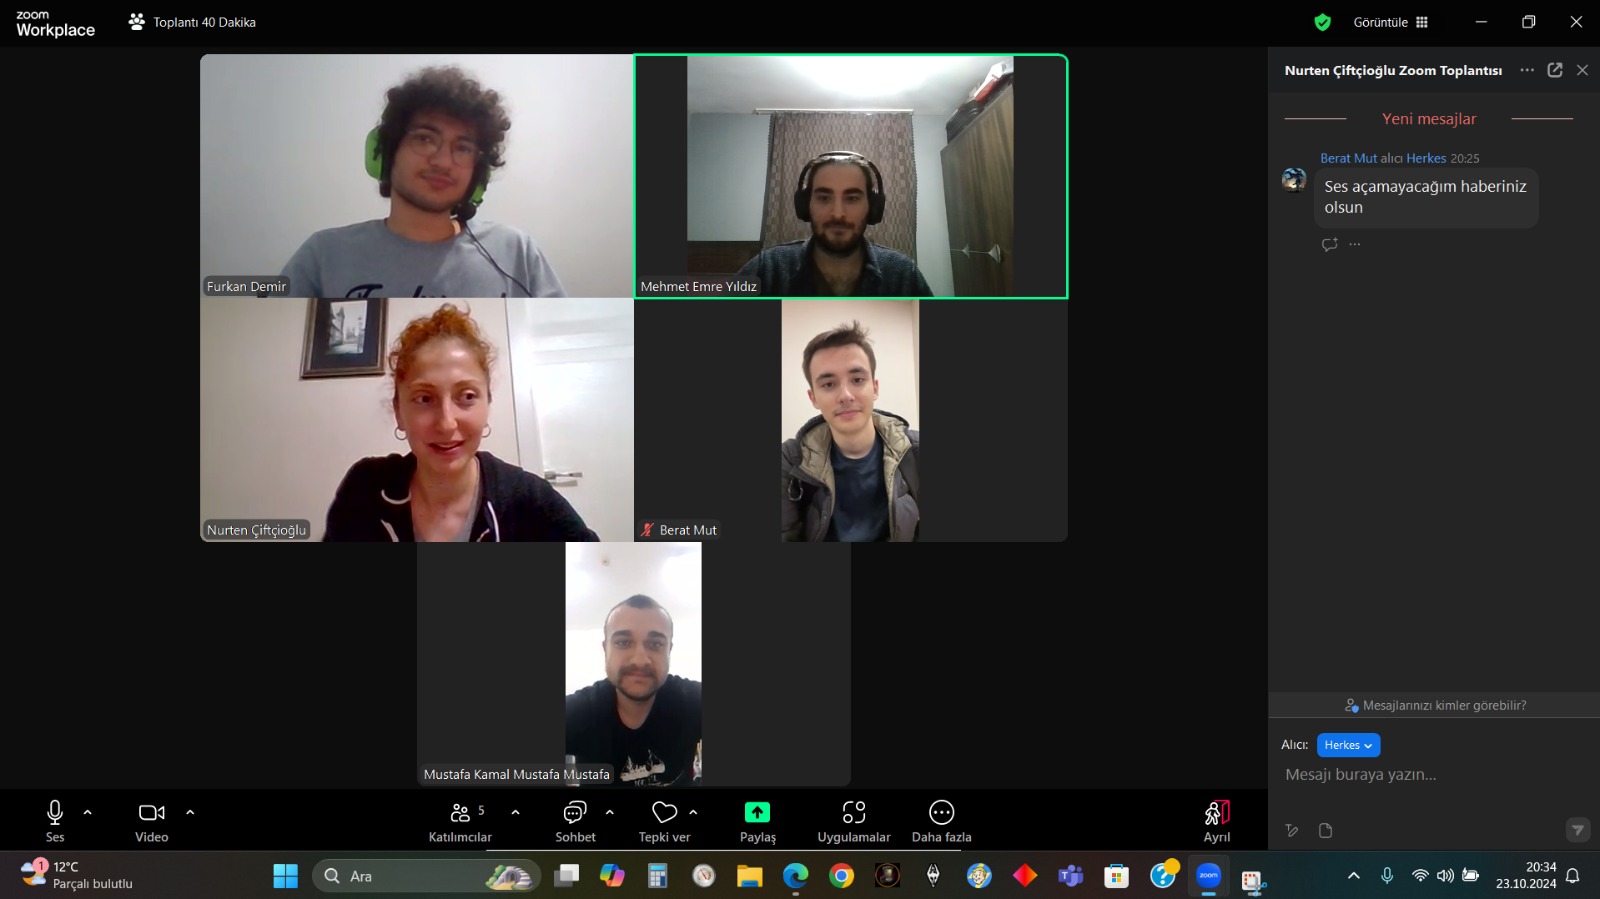 zoom
Workplace
Toplantı 40 Dakika
Görüntüle
Furkan Demir
Mehmet Emre Yıldız
Nurten Çiftçioğlu
Berat Mut
Mustafa Kamal Mustafa Mustafa
Nurten Çiftçioğlu Zoom Toplantısı
Yeni mesajlar
Berat Mut alıcı Herkes 20:25
Ses açamayacağım haberiniz
olsun
Mesajlarınızı kimler görebilir?
Alıcı: Herkes
Mesajı buraya yazın...
Ses
Video
Katılımcılar
5
Sohbet
Tepki ver
Paylaş
Uygulamalar
Daha fazla
Ayrıl
1
12°C
Parçalı bulutlu
Ara
zoom
20:34
23.10.2024